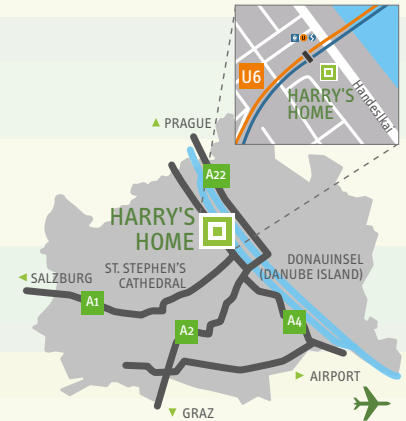 U6
HARRY'S
HOME
Handelskai
PRAGUE
A22
HARRY'S
HOME
ST. STEPHEN'S
CATHEDRAL
DONAUINSEL
(DANUBE ISLAND)
SALZBURG
A1
A2
A4
AIRPORT
GRAZ